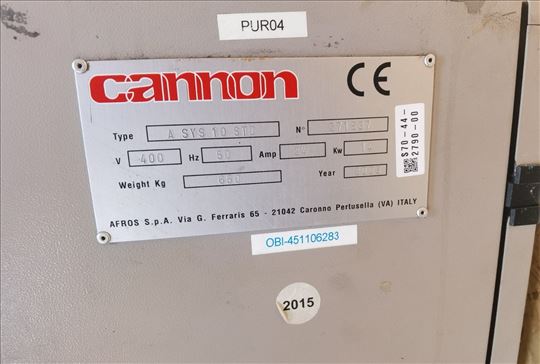 PUR04
cannon CE
Type A SYS 10 STD N°
V 400 Hz 50 Amp Kw
Weight Kg 650 Year
S70-44-
2790-00
AFROS S.p.A. Via G. Ferraris 65 - 21042 Caronno Pertusella (VA) ITALY
OBI-451106283
2015